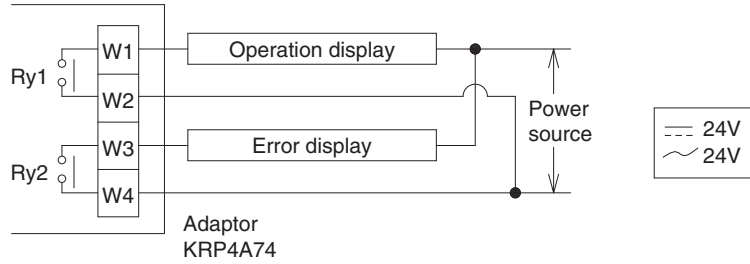 W1
Operation display
Ry1
W2
Power
source
24V
24V
W3
Error display
Ry2
W4
Adaptor
KRP4A74